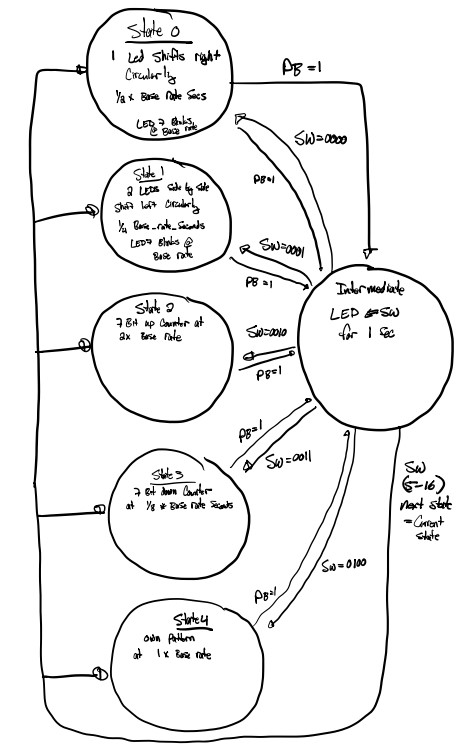 State 0
1 Led Shifts right
Circularly
1/2 x Base rate Secs
LED 7 Blinks
@ Base rate
PB = 1
SW=0000
PB=1
State 1
2 LEDS Side by side
Shift left Circularly
1/4 Base_rate_Seconds
LED7 Blinks @
Base rate
SW=0001
PB=1
Intermediate
LED <= SW
for 1 Sec
State 2
7 Bit up Counter at
2x Base rate
SW=0010
PB=1
PB=1
SW=0011
State 3
7 Bit down Counter
at 1/8 * Base rate Seconds
SW
(5-16)
next state
= Current
State
SW=0100
PB=1
State 4
own Pattern
at 1x Base rate